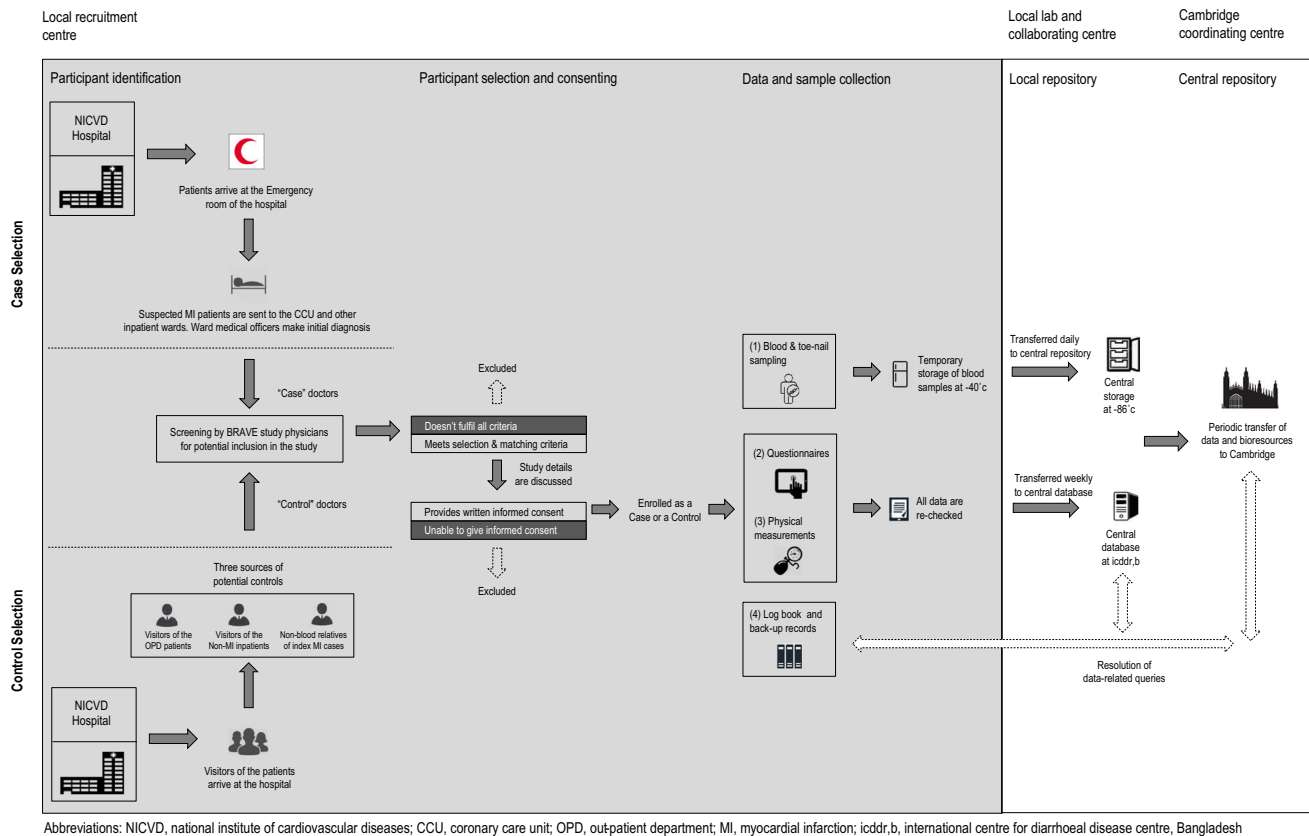 Local recruitment
centre
Local lab and
collaborating centre
Cambridge
coordinating centre
Participant identification
Participant selection and consenting
Data and sample collection
Local repository
Central repository
Case Selection
NICVD
Hospital
Patients arrive at the Emergency
room of the hospital
Suspected MI patients are sent to the CCU and other
inpatient wards. Ward medical officers make initial diagnosis
“Case” doctors
Screening by BRAVE study physicians
for potential inclusion in the study
“Control” doctors
Excluded
Doesn't fulfil all criteria
Meets selection & matching criteria
Study details
are discussed
Provides written informed consent
Unable to give informed consent
Excluded
Enrolled as a
Case or a Control
(1) Blood & toe-nail
sampling
Temporary
storage of blood
samples at -40˚c
(2) Questionnaires
(3) Physical
measurements
All data are
re-checked
(4) Log book and
back-up records
Transferred daily
to central repository
Central
storage
at -86˚c
Transferred weekly
to central database
Central
database
at icddr,b
Periodic transfer of
data and bioresources
to Cambridge
Resolution of
data-related queries
Control Selection
Three sources of
potential controls
Visitors of the
OPD patients
Visitors of the
Non-MI inpatients
Non-blood relatives
of index MI cases
NICVD
Hospital
Visitors of the patients
arrive at the hospital
Abbreviations: NICVD, national institute of cardiovascular diseases; CCU, coronary care unit; OPD, out-patient department; MI, myocardial infarction; icddr,b, international centre for diarrhoeal disease centre, Bangladesh